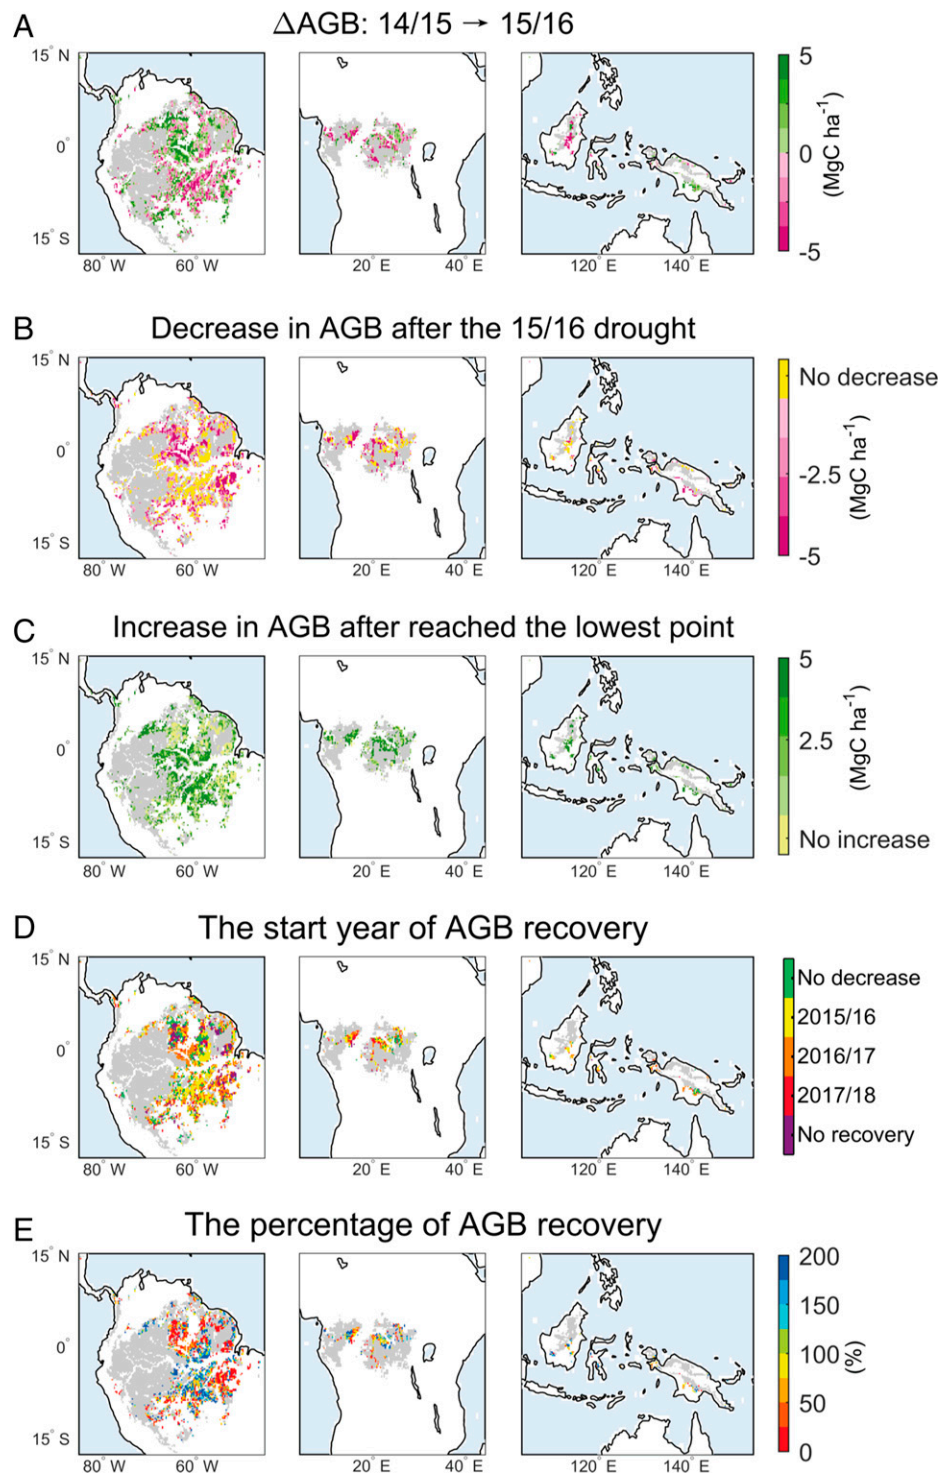 A
ΔAGB: 14/15 → 15/16
15° N
0°
15° S
80° W
60° W
20° E
40° E
120° E
140° E
5
0
-5
(MgC ha⁻¹)
B
Decrease in AGB after the 15/16 drought
15° N
0°
15° S
80° W
60° W
20° E
40° E
120° E
140° E
No decrease
-2.5
-5
(MgC ha⁻¹)
C
Increase in AGB after reached the lowest point
15° N
0°
15° S
80° W
60° W
20° E
40° E
120° E
140° E
5
2.5
No increase
(MgC ha⁻¹)
D
The start year of AGB recovery
15° N
0°
15° S
80° W
60° W
20° E
40° E
120° E
140° E
No decrease
2015/16
2016/17
2017/18
No recovery
E
The percentage of AGB recovery
15° N
0°
15° S
80° W
60° W
20° E
40° E
120° E
140° E
200
150
100
50
0
(%)